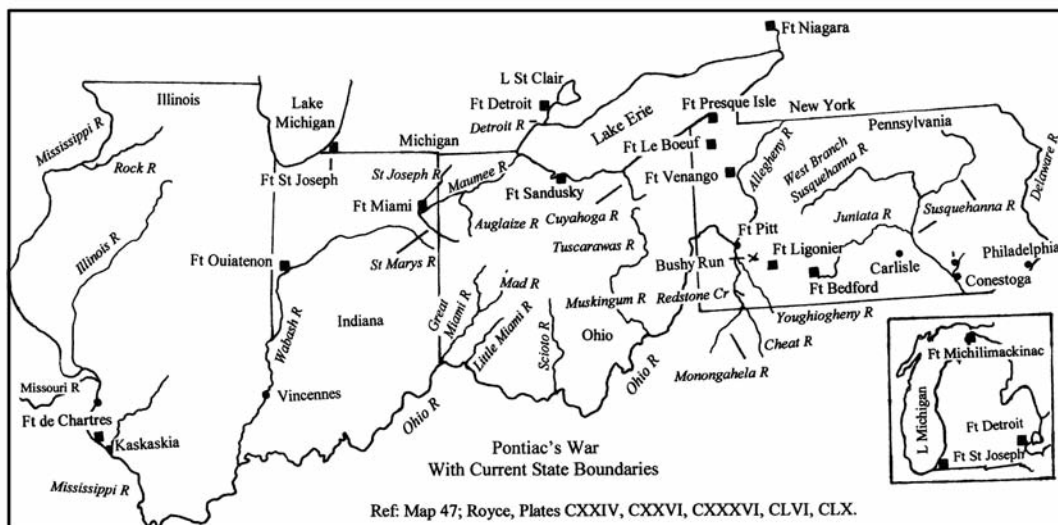 Ft Niagara
L St Clair
Illinois
Lake
Michigan
Ft Detroit
Detroit R
Lake Erie
Ft Presque Isle
New York
Mississippi R
Rock R
Michigan
Ft Le Boeuf
Allegheny R
Pennsylvania
Delaware R
Ft St Joseph
St Joseph R
Maumee R
Ft Sandusky
Ft Venango
West Branch
Susquehanna R
Ft Miami
Auglaize R
Cuyahoga R
Juniata R
Susquehanna R
Illinois R
Tuscarawas R
Ft Pitt
Ft Ouiatenon
St Marys R
Bushy Run
Ft Ligonier
Carlisle
Philadelphia
Mad R
Ft Bedford
Conestoga
Wabash R
Indiana
Great
Miami R
Little Miami R
Muskingum R
Redstone Cr
Youghiogheny R
Scioto R
Ohio
Cheat R
Ohio R
Monongahela R
Missouri R
Vincennes
Ohio R
Ft de Chartres
Kaskaskia
Mississippi R
Pontiac's War
With Current State Boundaries
Ref: Map 47; Royce, Plates CXXIV, CXXVI, CXXXVI, CLVI, CLX.
Ft Michilimackinac
L Michigan
Ft Detroit
Ft St Joseph